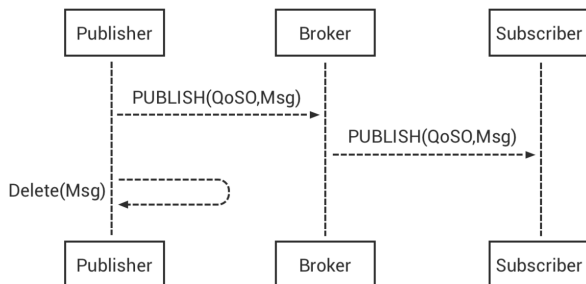 Publisher
Broker
Subscriber
PUBLISH(QoSO,Msg)
PUBLISH(QoSO,Msg)
Delete(Msg)
Publisher
Broker
Subscriber